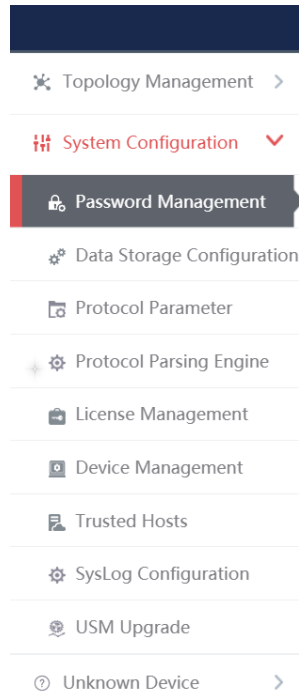 Topology Management
System Configuration
Password Management
Data Storage Configuration
Protocol Parameter
Protocol Parsing Engine
License Management
Device Management
Trusted Hosts
SysLog Configuration
USM Upgrade
Unknown Device